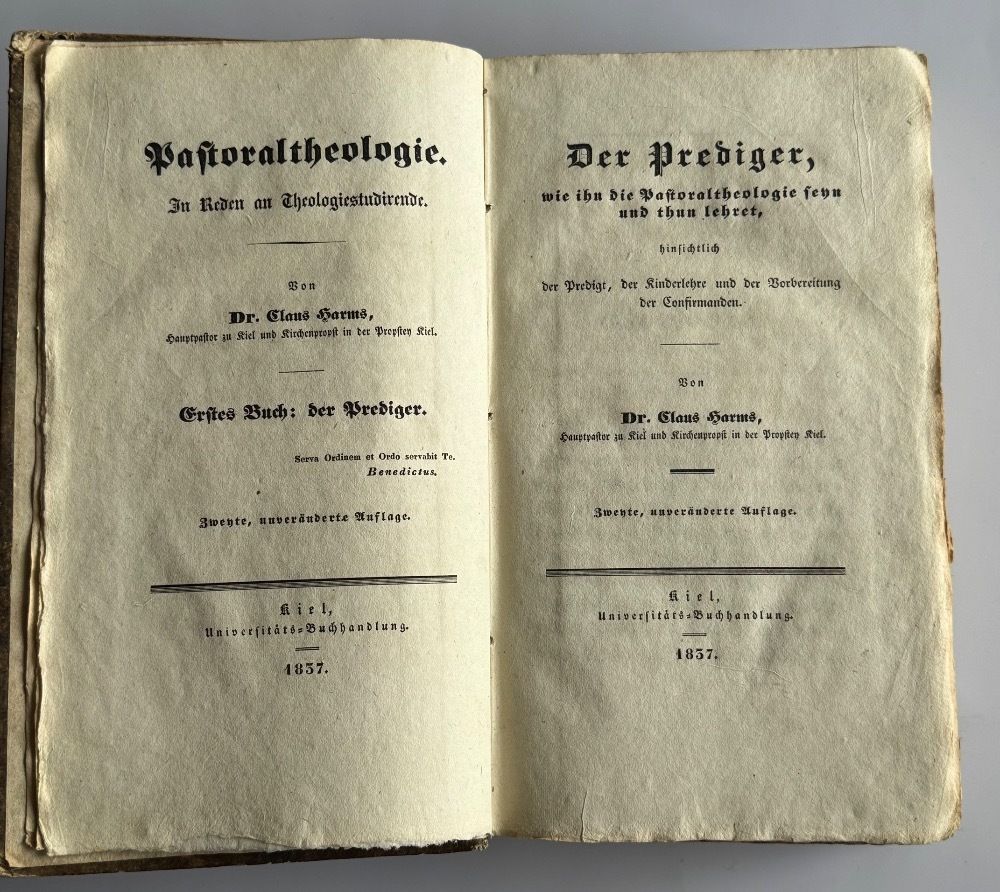 Pastoraltheologie.
In Reden an Theologiestudirende.
Von
Dr. Claus Harms,
Hauptpastor zu Kiel und Kirchenpropst in der Propstey Kiel.
Erstes Buch: der Prediger.
Serva Ordinem et Ordo servabit Te.
Benedictus.
Zweyte, unveränderte Auflage.
Kiel,
Universitäts-Buchhandlung.
1837.
Der Prediger,
wie ihn die Pastoraltheologie seyn
und thun lehret,
hinsichtlich
der Predigt, der Kinderlehre und der Vorbereitung
der Confirmanden.
Von
Dr. Claus Harms,
Hauptpastor zu Kiel und Kirchenpropst in der Propstey Kiel.
Zweyte, unveränderte Auflage.
Kiel,
Universitäts-Buchhandlung.
1837.